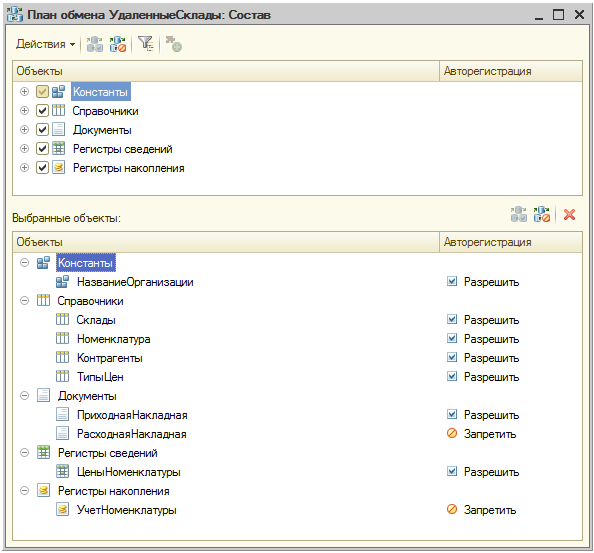 План обмена УдаленныеСклады: Состав
Действия
Объекты Авторегистрация
Константы
Справочники
Документы
Регистры сведений
Регистры накопления
Выбранные объекты:
Объекты Авторегистрация
Константы
НазваниеОрганизации Разрешить
Справочники
Склады Разрешить
Номенклатура Разрешить
Контрагенты Разрешить
ТипыЦен Разрешить
Документы
ПриходнаяНакладная Разрешить
РасходнаяНакладная Запретить
Регистры сведений
ЦеныНоменклатуры Разрешить
Регистры накопления
УчетНоменклатуры Запретить